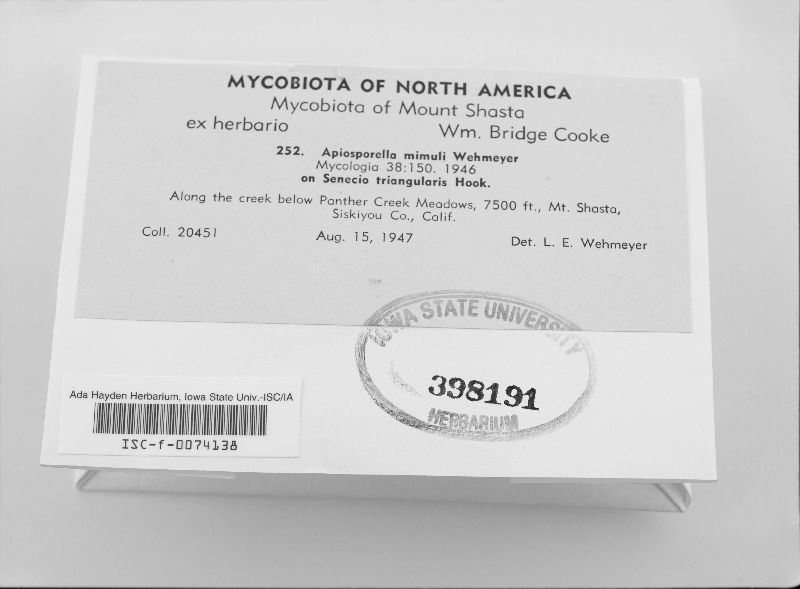 MYCOBIOTA OF NORTH AMERICA
Mycobiota of Mount Shasta
ex herbario Wm. Bridge Cooke
252. Apiosporella mimuli Wehmeyer
Mycologia 38:150. 1946
on Senecio triangularis Hook.
Along the creek below Panther Creek Meadows, 7500 ft., Mt. Shasta,
Siskiyou Co., Calif.
Coll. 20451 Aug. 15, 1947 Det. L. E. Wehmeyer
IOWA STATE UNIVERSITY
398191
HERBARIUM
Ada Hayden Herbarium, Iowa State Univ.-ISC/IA
ISC-f-0074138